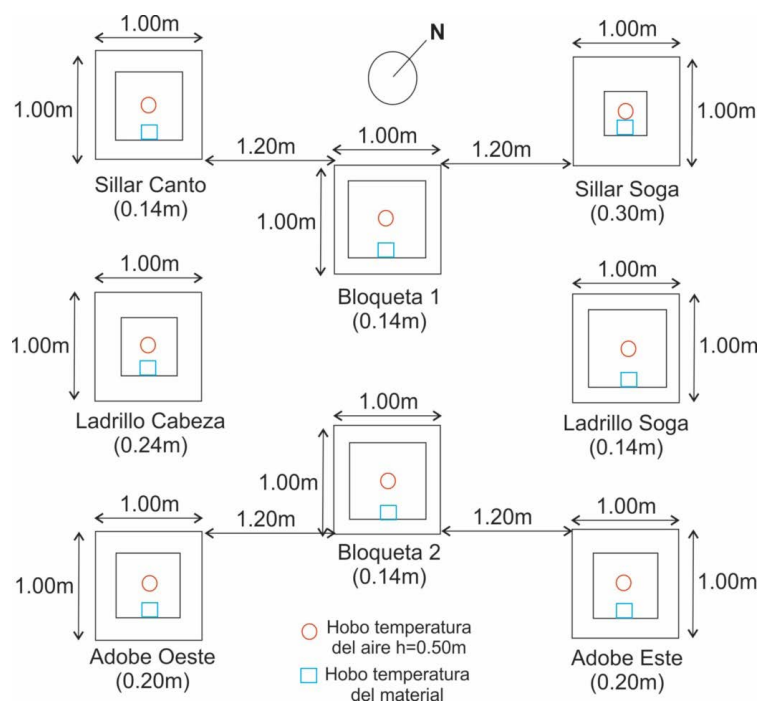 1.00m
1.00m
Sillar Canto
(0.14m)
1.20m
N
1.00m
1.00m
Bloqueta 1
(0.14m)
1.20m
1.00m
1.00m
Sillar Soga
(0.30m)
1.00m
1.00m
Ladrillo Cabeza
(0.24m)
1.00m
1.00m
Ladrillo Soga
(0.14m)
1.00m
1.00m
Bloqueta 2
(0.14m)
1.00m
1.00m
Adobe Oeste
(0.20m)
1.20m
1.20m
1.00m
1.00m
Adobe Este
(0.20m)
Hobo temperatura
del aire h=0.50m
Hobo temperatura
del material